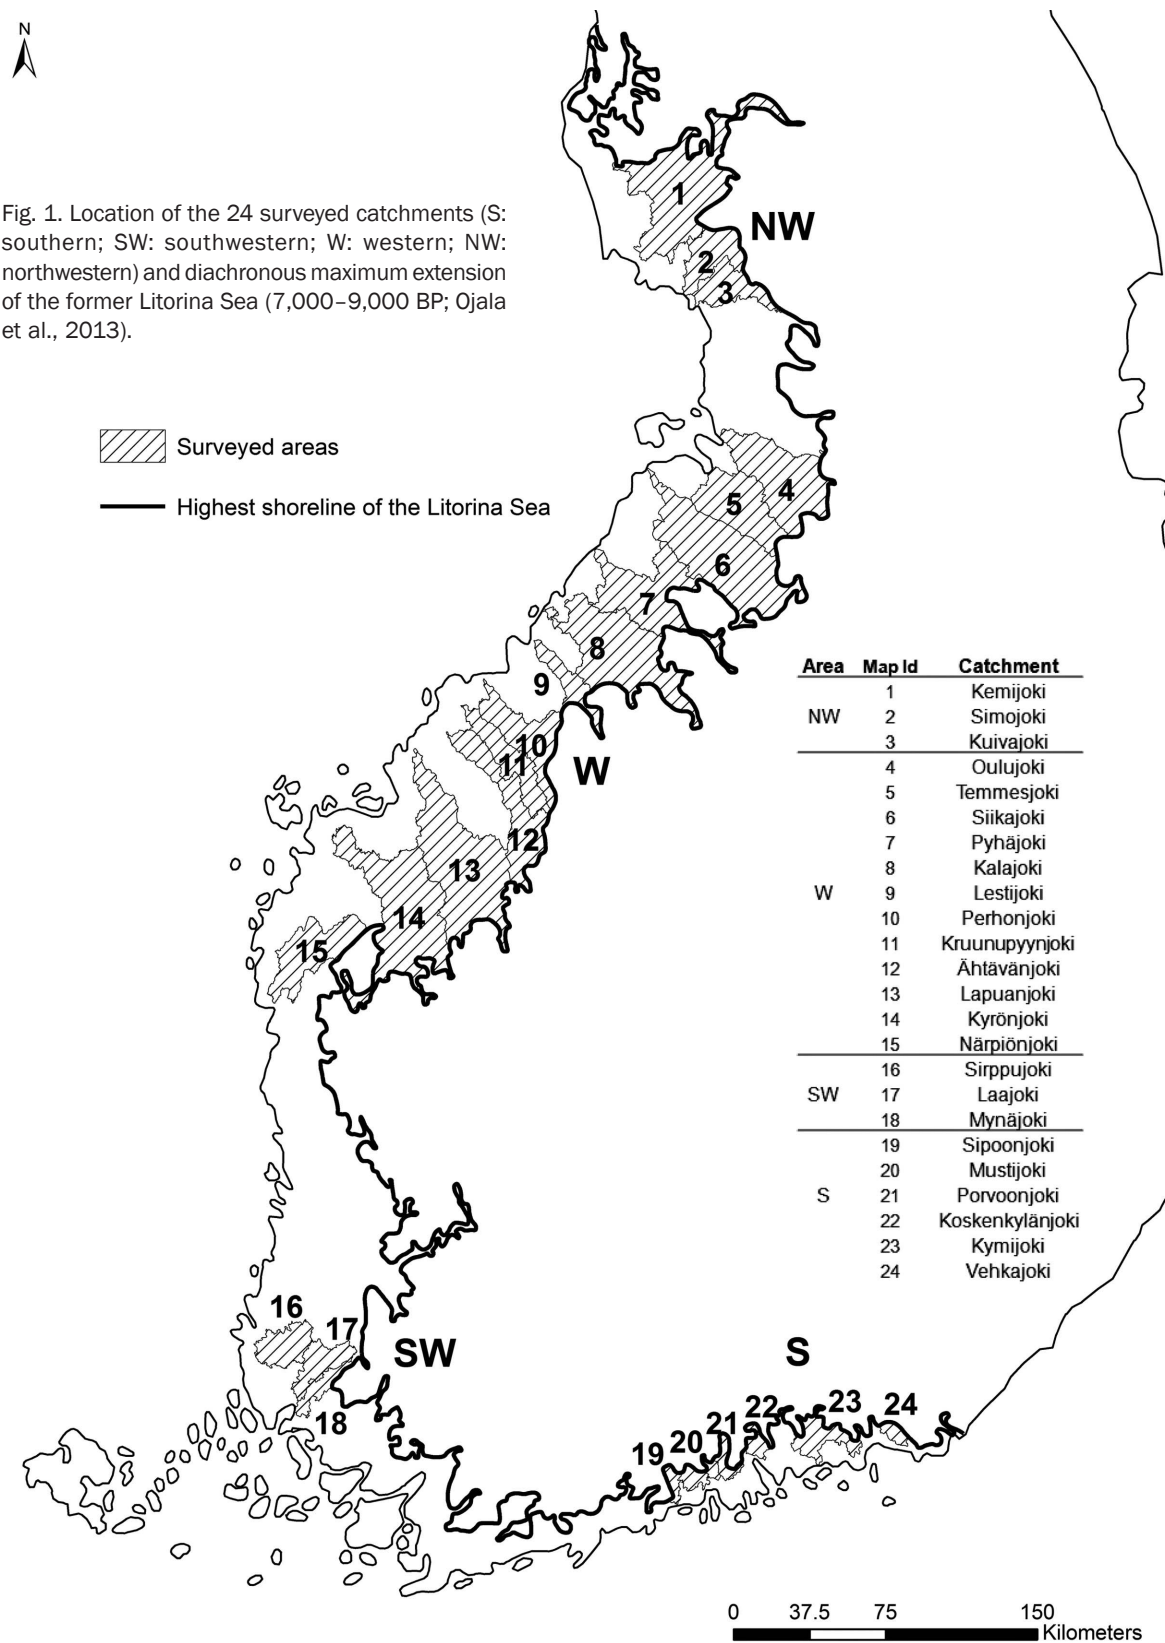 N
Fig. 1. Location of the 24 surveyed catchments (S:
southern; SW: southwestern; W: western; NW:
northwestern) and diachronous maximum extension
of the former Litorina Sea (7,000–9,000 BP; Ojala
et al., 2013).
Surveyed areas
Highest shoreline of the Litorina Sea
1
NW
2
3
4
5
6
7
8
9
10
11
W
12
13
14
15
Area Map Id Catchment
1 Kemijoki
NW 2 Simojoki
3 Kuivajoki
4 Oulujoki
5 Temmesjoki
6 Siikajoki
7 Pyhäjoki
8 Kalajoki
W 9 Lestijoki
10 Perhonjoki
11 Kruunupyynjoki
12 Ähtävänjoki
13 Lapuanjoki
14 Kyrönjoki
15 Närpiönjoki
16 Sirppujoki
SW 17 Laajoki
18 Mynäjoki
19 Sipoonjoki
20 Mustijoki
S 21 Porvoonjoki
22 Koskenkylänjoki
23 Kymijoki
24 Vehkajoki
16
17
SW
18
S
19
20
21
22
23
24
0 37.5 75 150
Kilometers